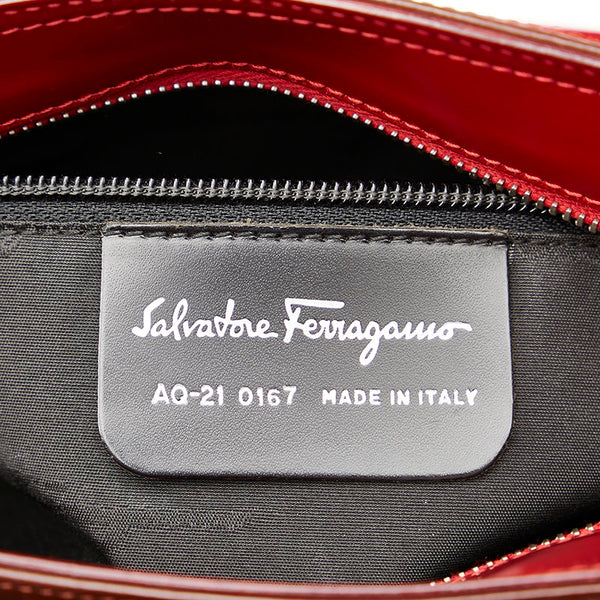 Salvatore Ferragamo
AQ-21 0167 MADE IN ITALY